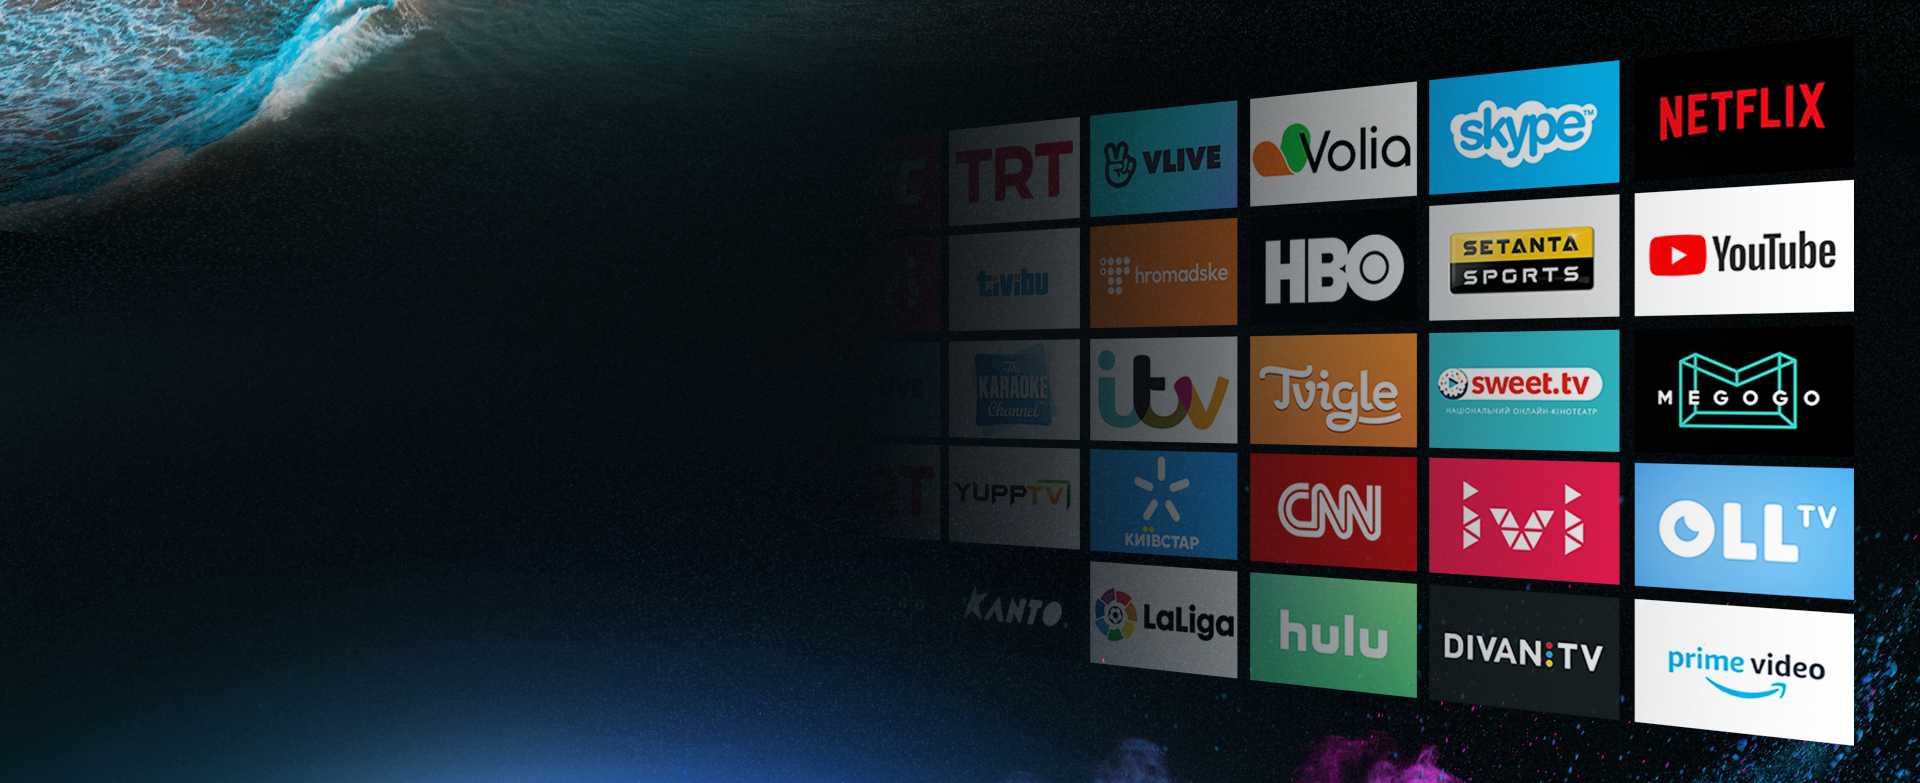 TRT
VLIVE
Volia
skype™
NETFLIX
tivibu
hromadske
HBO
SETANTA
SPORTS
YouTube
The
KARAOKE
Channel
itv
Tvigle
sweet.tv
НАЦІОНАЛЬНИЙ ОНЛАЙН-КІНОТЕАТР
MEGOGO
YUPPTV
КИЇВСТАР
CNN
ivi
OLL TV
KANTO.
LaLiga
hulu
DIVAN:TV
prime video